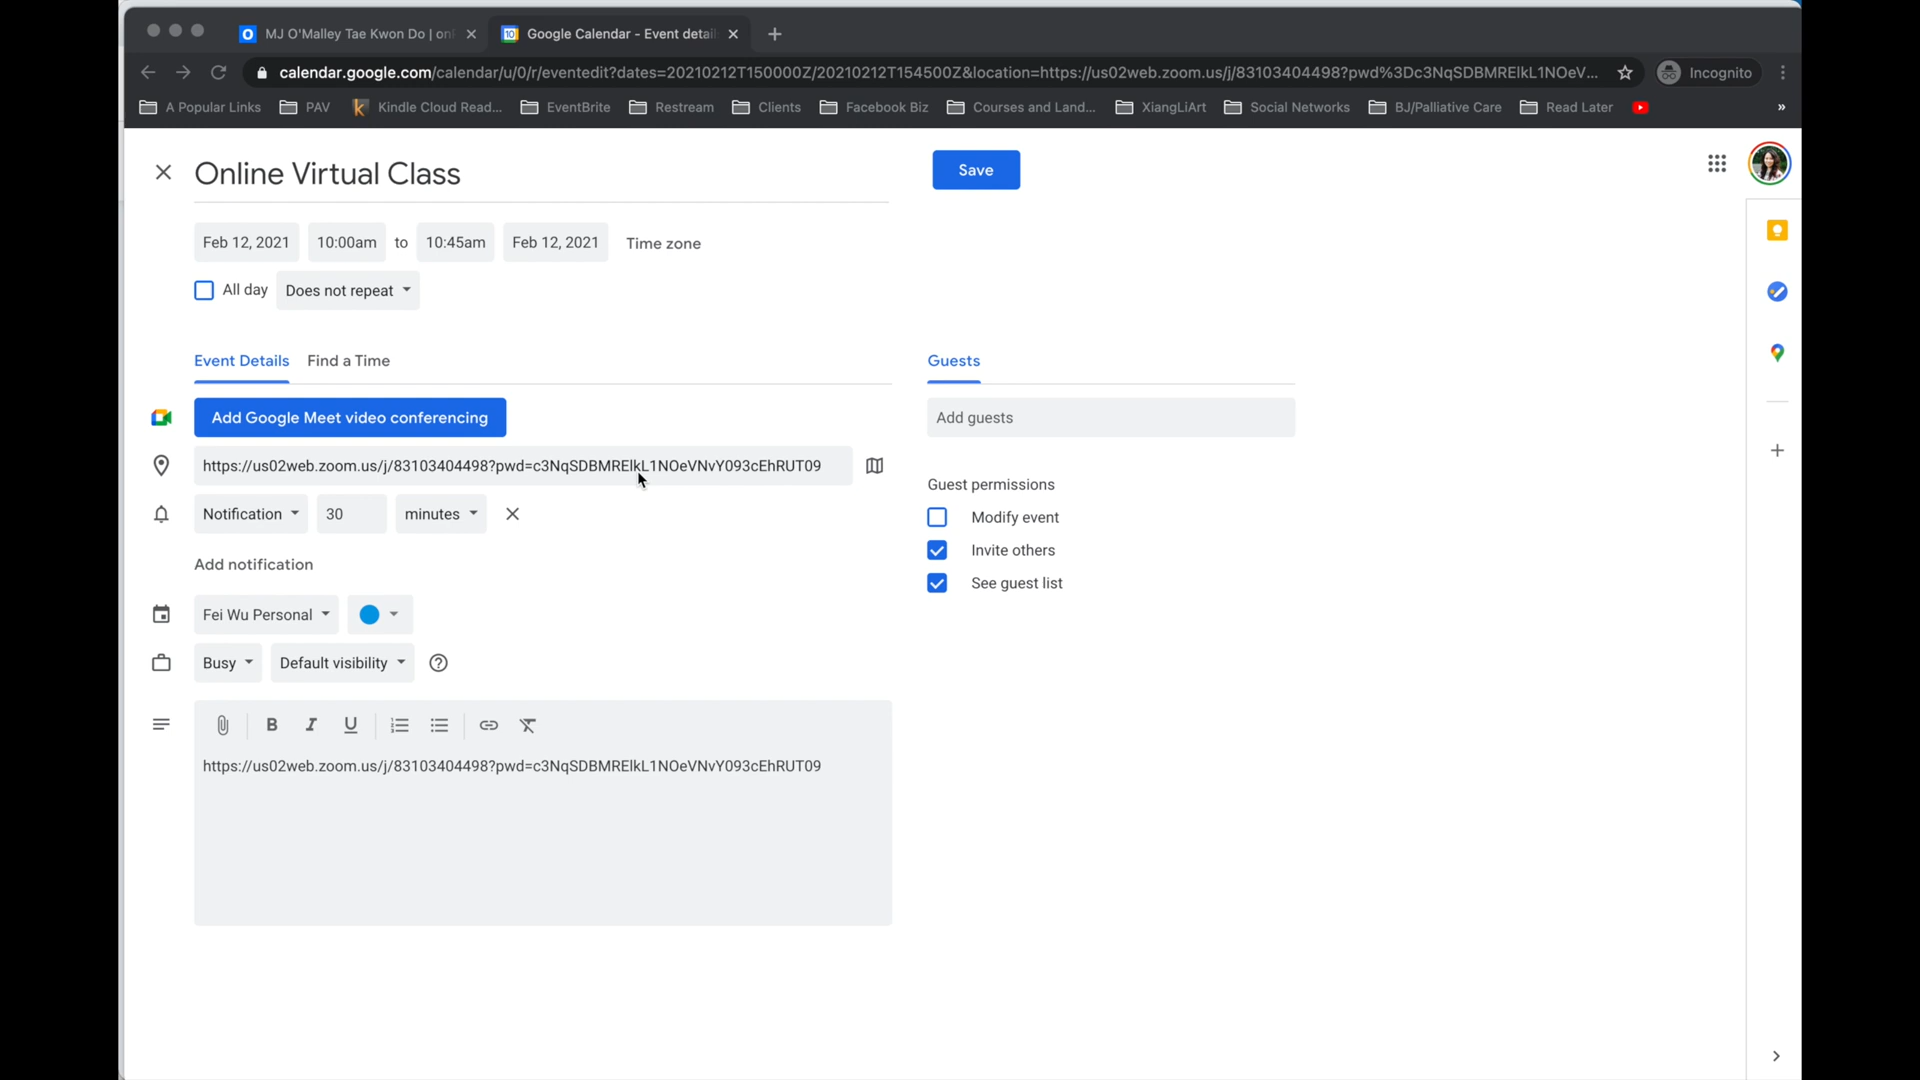 MJ O'Malley Tae Kwon Do | onF
Google Calendar - Event detail
calendar.google.com/calendar/u/0/r/eventedit?dates=20210212T150000Z/20210212T154500Z&location=https://us02web.zoom.us/j/83103404498?pwd%3Dc3NqSDBMRElkL1NOeV...
Incognito
A Popular Links PAV Kindle Cloud Read... EventBrite Restream Clients Facebook Biz Courses and Land... XiangLiArt Social Networks BJ/Palliative Care Read Later »
Online Virtual Class
Save
Feb 12, 2021 10:00am to 10:45am Feb 12, 2021 Time zone
All day Does not repeat
Event Details Find a Time
Guests
Add Google Meet video conferencing
Add guests
https://us02web.zoom.us/j/83103404498?pwd=c3NqSDBMRElkL1NOeVNvY093cEhRUT09
Guest permissions
Notification 30 minutes
Modify event
Invite others
Add notification
See guest list
Fei Wu Personal
Busy Default visibility
B I U
https://us02web.zoom.us/j/83103404498?pwd=c3NqSDBMRElkL1NOeVNvY093cEhRUT09